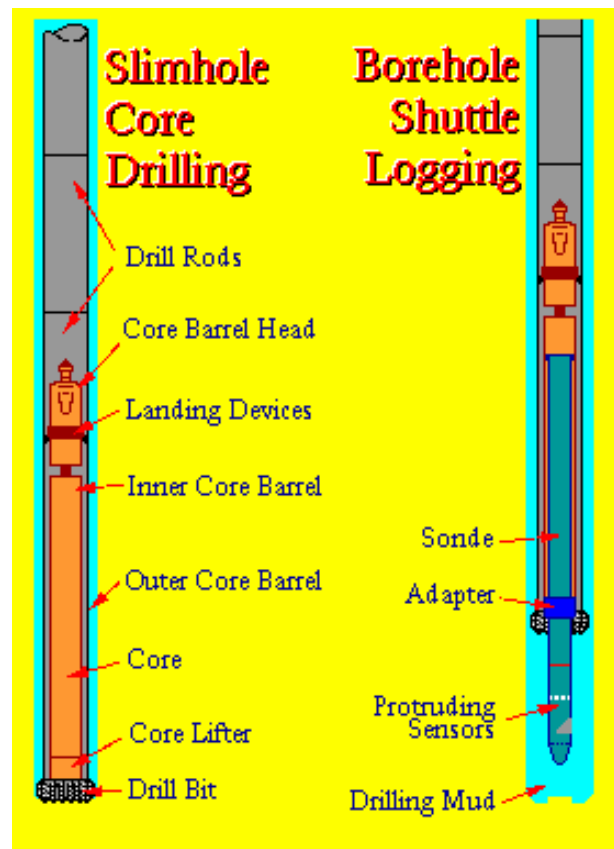 Slimhole
Core
Drilling
Drill Rods
Core Barrel Head
Landing Devices
Inner Core Barrel
Outer Core Barrel
Core
Core Lifter
Drill Bit
Borehole
Shuttle
Logging
Sonde
Adapter
Protruding
Sensors
Drilling Mud